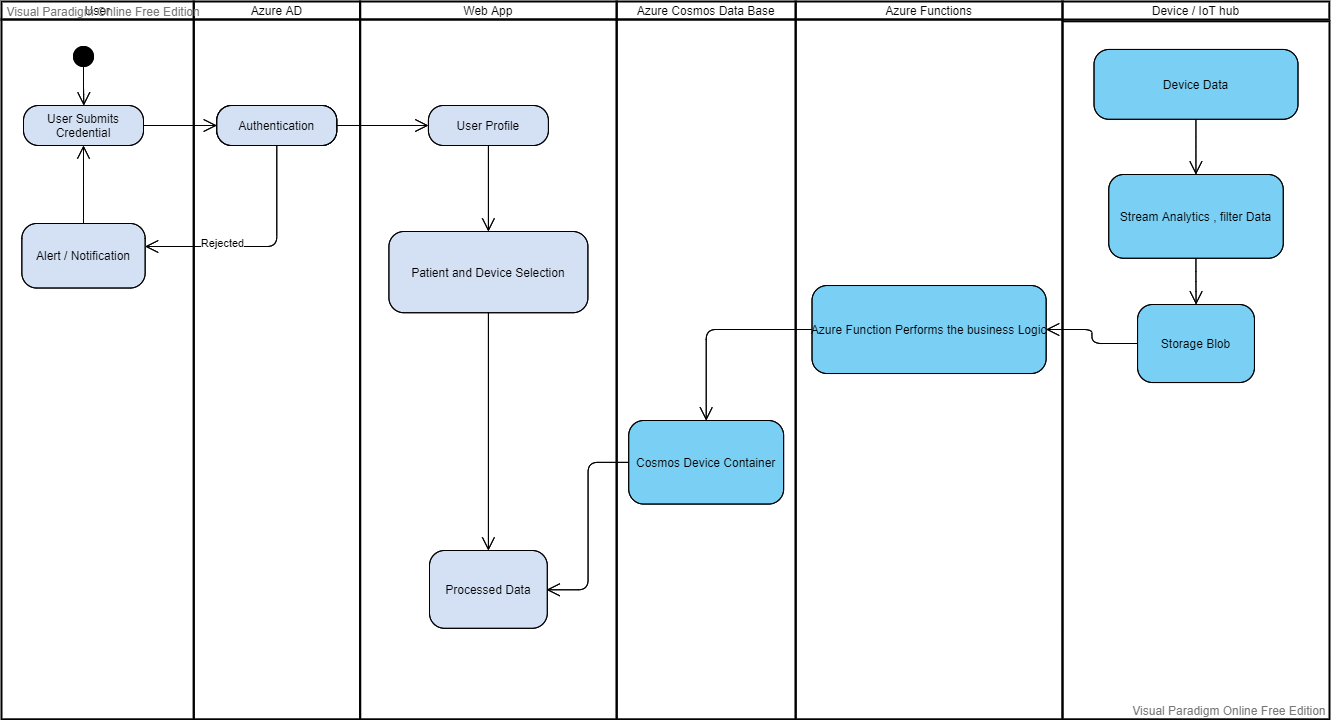 Visual Paradigm Online Free Edition
User
Azure AD
Web App
Azure Cosmos Data Base
Azure Functions
Device / IoT hub
User Submits
Credential
Authentication
User Profile
Device Data
Alert / Notification
Rejected
Patient and Device Selection
Stream Analytics , filter Data
Azure Function Performs the business Logic
Storage Blob
Cosmos Device Container
Processed Data
Visual Paradigm Online Free Edition